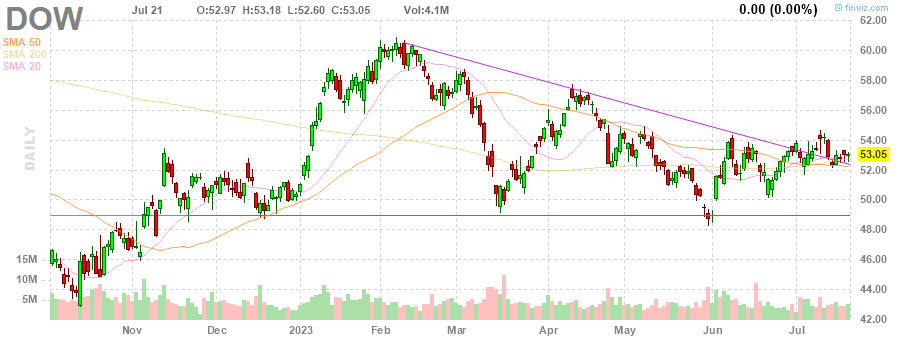 DOW Jul 21 O:52.97 H:53.18 L:52.60 C:53.05 Vol:4.1M 0.00 (0.00%) © finviz.com
SMA 50
SMA 200
SMA 20
DAILY
62.00
60.00
58.00
56.00
54.00
53.05
52.00
50.00
48.00
46.00
44.00
42.00
15M
10M
5M
Nov Dec 2023 Feb Mar Apr May Jun Jul